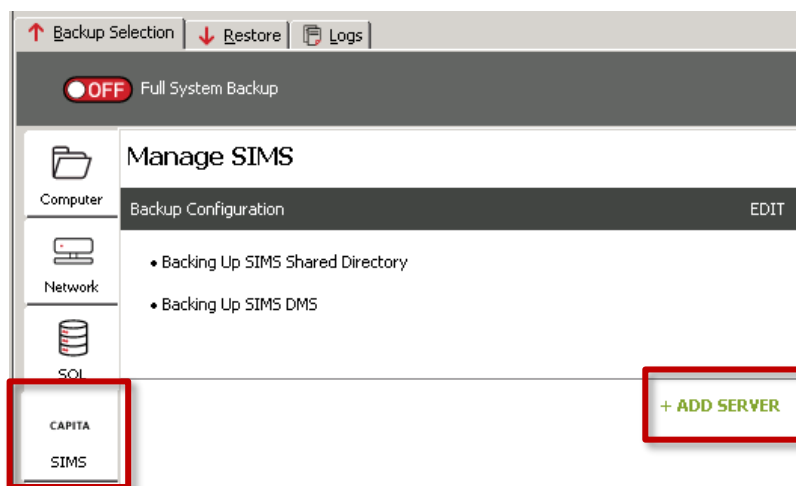 Backup Selection Restore Logs
OFF Full System Backup
Manage SIMS
Computer
Backup Configuration EDIT
• Backing Up SIMS Shared Directory
Network
• Backing Up SIMS DMS
SQL
+ ADD SERVER
CAPITA
SIMS